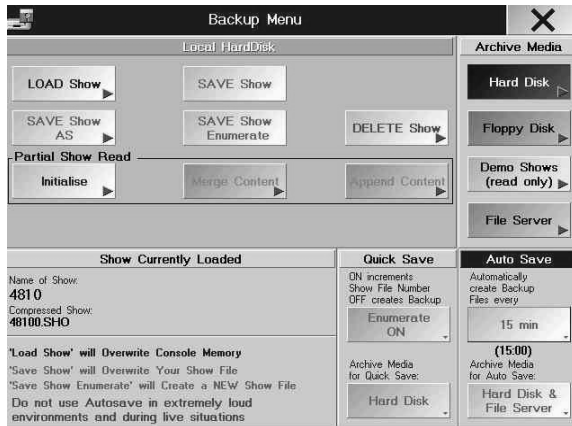 Backup Menu
Local HardDisk
Archive Media
LOAD Show
SAVE Show
Hard Disk
SAVE Show
AS
SAVE Show
Enumerate
DELETE Show
Floppy Disk
Partial Show Read
Initialise
Merge Content
Append Content
Demo Shows
(read only)
File Server
Show Currently Loaded
Name of Show:
4810
Compressed Show:
48100.SHO
'Load Show' will Overwrite Console Memory
'Save Show' will Overwrite Your Show File
'Save Show Enumerate' will Create a NEW Show File
Do not use Autosave in extremely loud
environments and during live situations
Quick Save
ON increments
Show File Number
OFF creates Backup
Enumerate
ON
Archive Media
for Quick Save:
Hard Disk
Auto Save
Automatically
create Backup
Files every
15 min
(15:00)
Archive Media
for Auto Save:
Hard Disk &
File Server